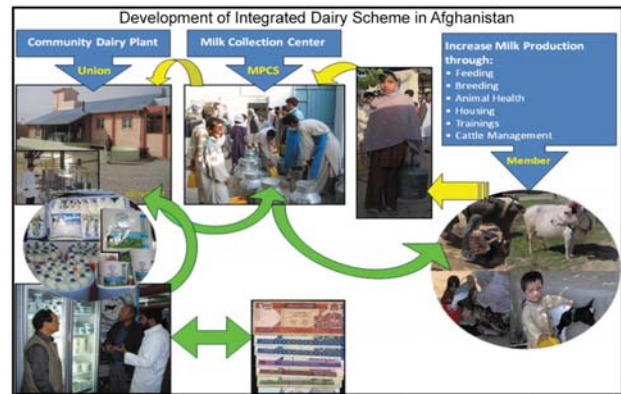 Development of Integrated Dairy Scheme in Afghanistan
Community Dairy Plant
Union
Milk Collection Center
MPCS
Increase Milk Production
through:
• Feeding
• Breeding
• Animal Health
• Housing
• Trainings
• Cattle Management
Member